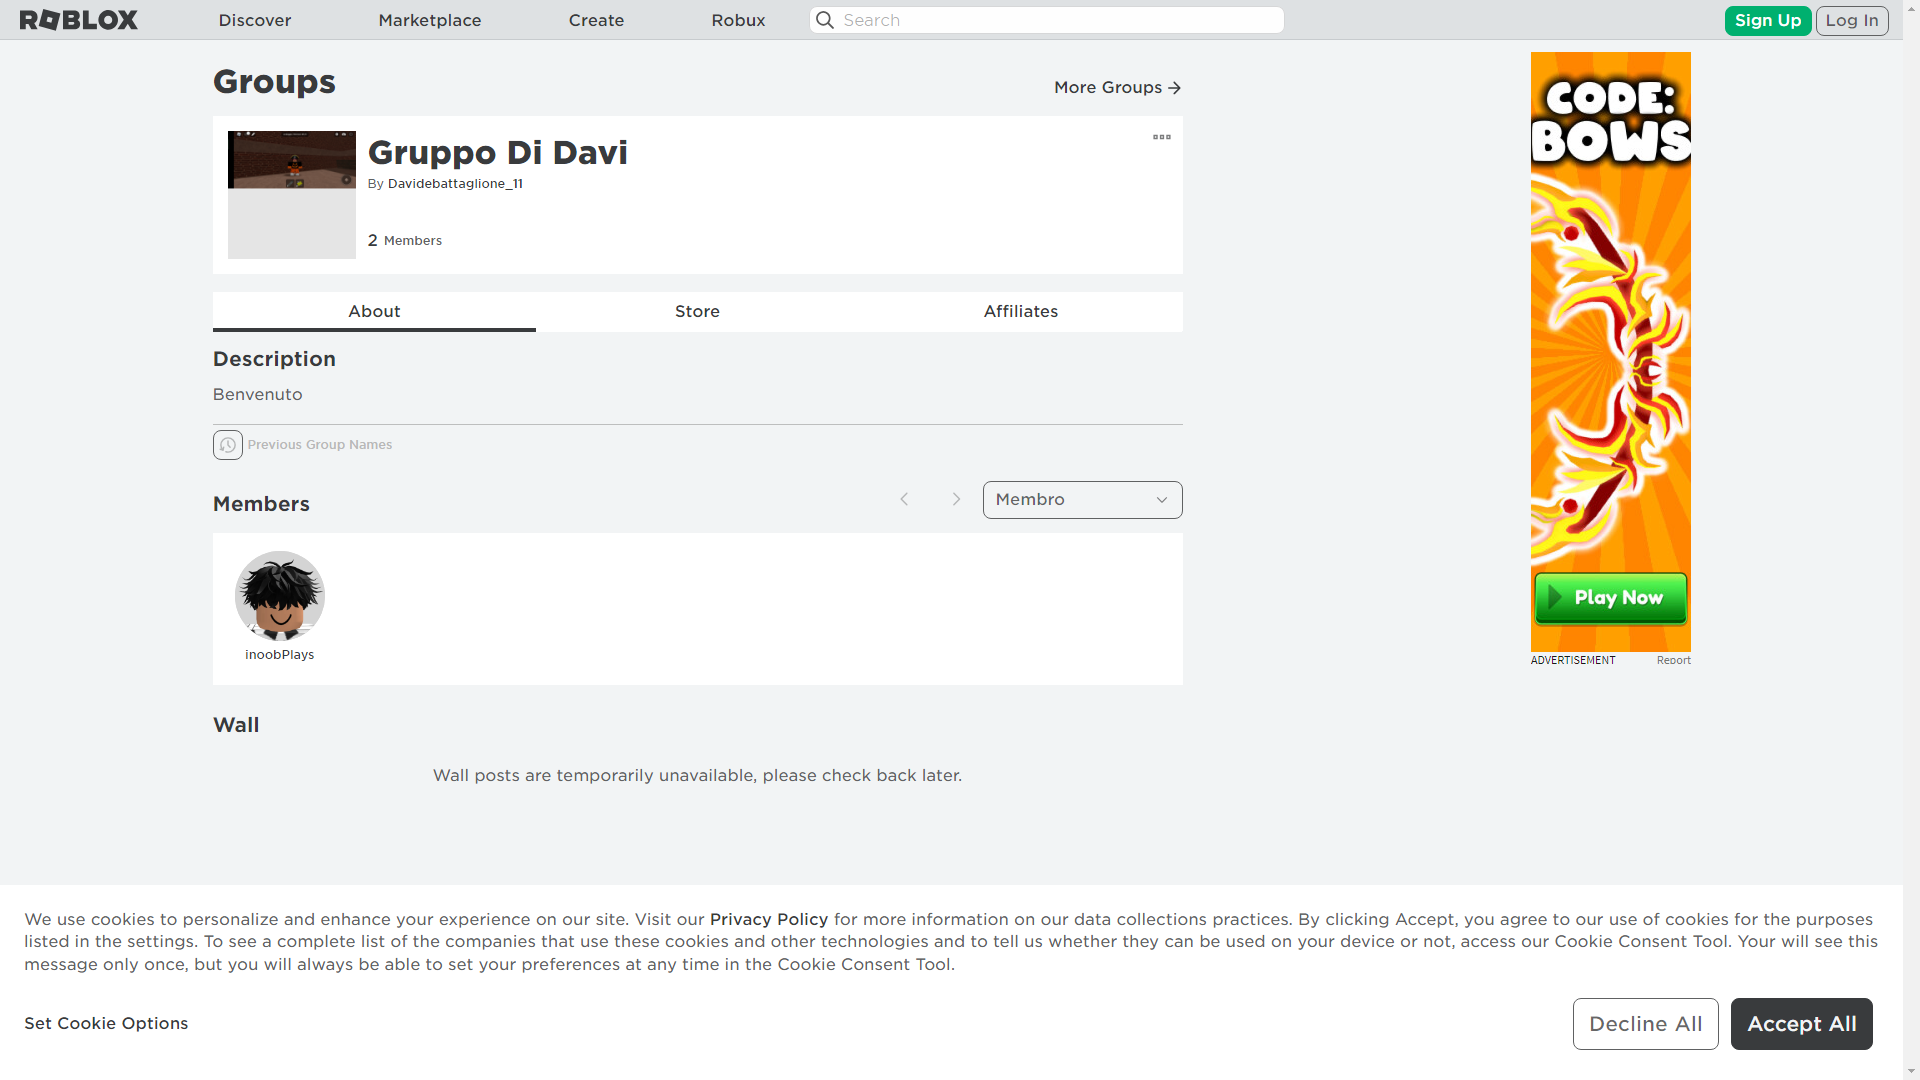 ROBLOX
Discover
Marketplace
Create
Robux
Search
Sign Up
Log In
Groups
More Groups
Gruppo Di Davi
By Davidebattaglione_11
2 Members
About
Store
Affiliates
Description
Benvenuto
Previous Group Names
Members
Membro
inoobPlays
Wall
Wall posts are temporarily unavailable, please check back later.
CODE:
BOWS
Play Now
ADVERTISEMENT
Report
We use cookies to personalize and enhance your experience on our site. Visit our Privacy Policy for more information on our data collections practices. By clicking Accept, you agree to our use of cookies for the purposes
listed in the settings. To see a complete list of the companies that use these cookies and other technologies and to tell us whether they can be used on your device or not, access our Cookie Consent Tool. Your will see this
message only once, but you will always be able to set your preferences at any time in the Cookie Consent Tool.
Set Cookie Options
Decline All
Accept All